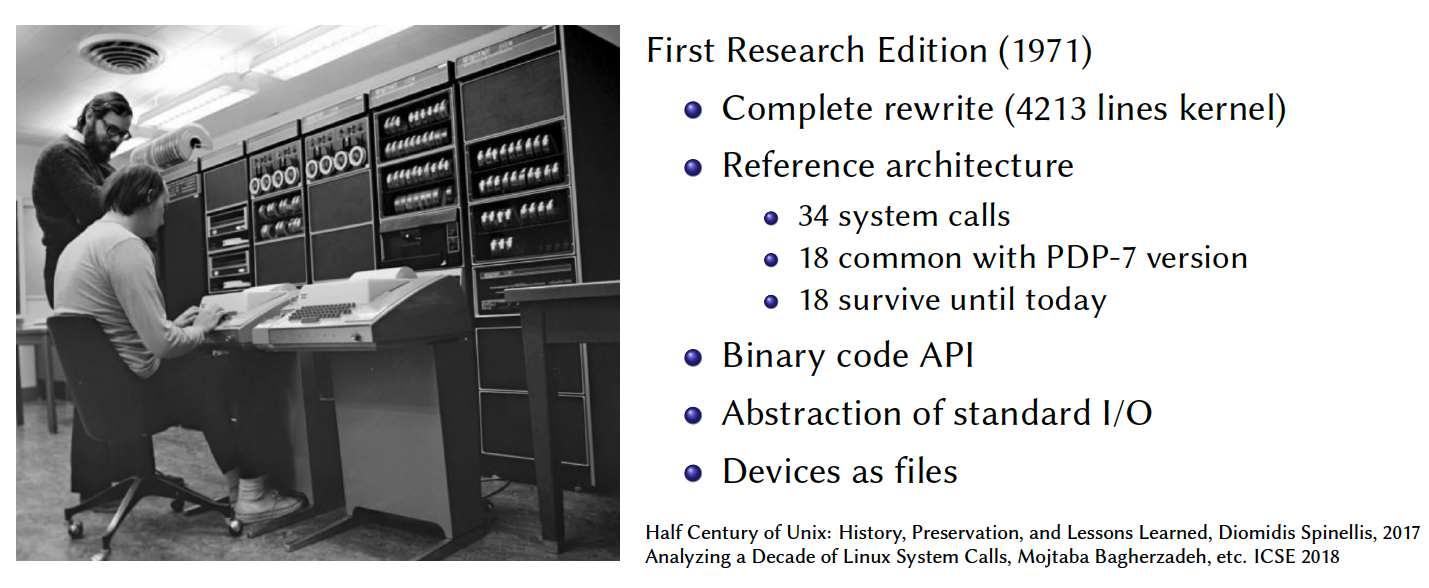 First Research Edition (1971)
Complete rewrite (4213 lines kernel)
Reference architecture
34 system calls
18 common with PDP-7 version
18 survive until today
Binary code API
Abstraction of standard I/O
Devices as files
Half Century of Unix: History, Preservation, and Lessons Learned, Diomidis Spinellis, 2017
Analyzing a Decade of Linux System Calls, Mojtaba Bagherzadeh, etc. ICSE 2018